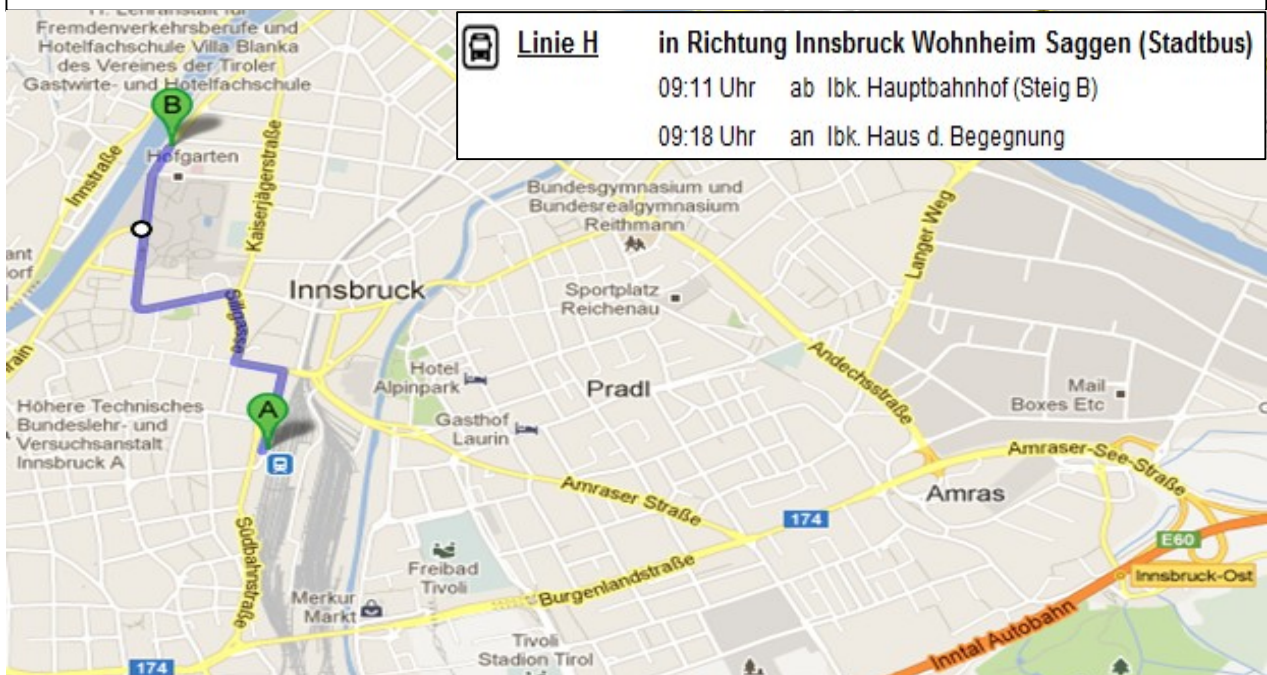 Fremdenverkehrsberufe und
Hotelfachschule Villa Blanka
des Vereines der Tiroler
Gastwirte- und Hotelfachschule
Linie H in Richtung Innsbruck Wohnheim Saggen (Stadtbus)
09:11 Uhr ab Ibk. Hauptbahnhof (Steig B)
09:18 Uhr an Ibk. Haus d. Begegnung
B
Hofgarten
Innstraße
Kaiserjägerstraße
Bundesgymnasium und
Bundesrealgymnasium
Reithmann
Langer Weg
Innsbruck
Sillgasse
Sportplatz
Reichenau
Hotel
Alpinpark
Pradl
Andechsstraße
Mail
Boxes Etc
A
Höhere Technisches
Bundeslehr- und
Versuchsanstalt
Innsbruck A
Gasthof
Laurin
Amraser-See-Straße
Amraser Straße
Amras
174
E60
Südbahnstraße
Freibad
Tivoli
Innsbruck-Ost
Burgenlandstraße
Merkur
Markt
Inntal Autobahn
Tivoli
Stadion Tirol
174